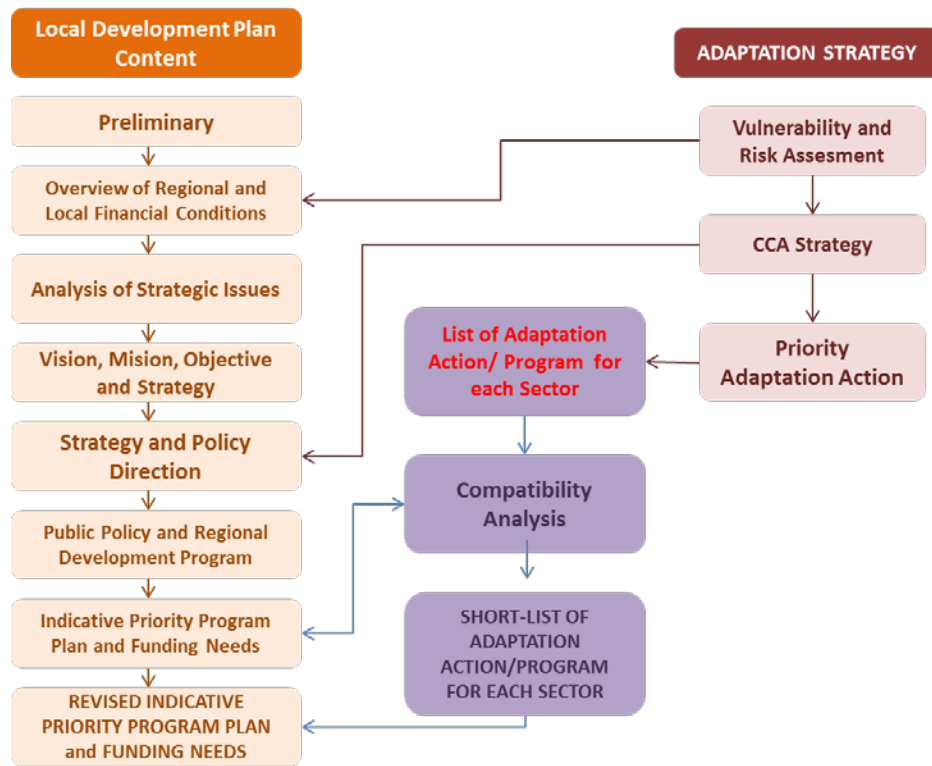 Local Development Plan
Content
Preliminary
Overview of Regional and
Local Financial Conditions
Analysis of Strategic Issues
Vision, Mision, Objective
and Strategy
Strategy and Policy
Direction
Public Policy and Regional
Development Program
Indicative Priority Program
Plan and Funding Needs
REVISED INDICATIVE
PRIORITY PROGRAM PLAN
and FUNDING NEEDS
List of Adaptation
Action/ Program for
each Sector
Compatibility
Analysis
SHORT-LIST OF
ADAPTATION
ACTION/PROGRAM
FOR EACH SECTOR
ADAPTATION STRATEGY
Vulnerability and
Risk Assesment
CCA Strategy
Priority
Adaptation Action